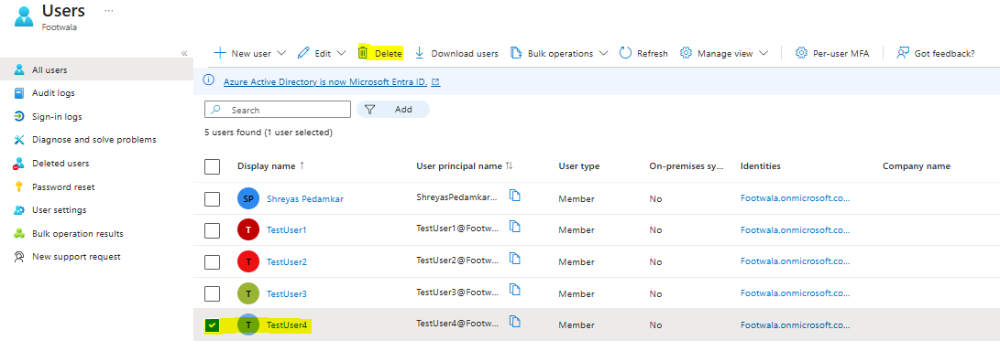 Users
...
Footwala
«
New user
Edit
Delete
Download users
Bulk operations
Refresh
Manage view
Per-user MFA
Got feedback?
All users
Audit logs
Sign-in logs
Diagnose and solve problems
Deleted users
Password reset
User settings
Bulk operation results
New support request
Azure Active Directory is now Microsoft Entra ID.
Search
Add
5 users found (1 user selected)
Display name ↑ User principal name ↑↓ User type On-premises sy... Identities Company name
SP Shreyas Pedamkar ShreyasPedamkar... Member No Footwala.onmicrosoft.co...
T TestUser1 TestUser1@Footw... Member No Footwala.onmicrosoft.co...
T TestUser2 TestUser2@Footw... Member No Footwala.onmicrosoft.co...
T TestUser3 TestUser3@Footw... Member No Footwala.onmicrosoft.co...
T TestUser4 TestUser4@Footw... Member No Footwala.onmicrosoft.co...